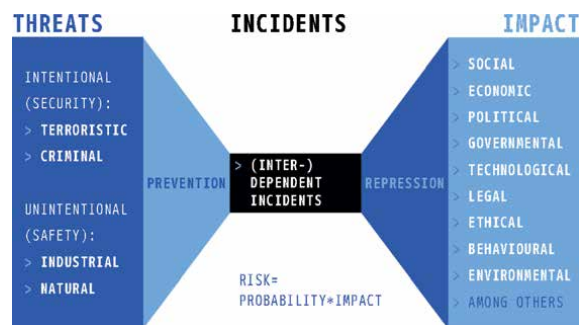 THREATS
INCIDENTS
IMPACT
INTENTIONAL
(SECURITY):
> TERRORISTIC
> CRIMINAL
UNINTENTIONAL
(SAFETY):
> INDUSTRIAL
> NATURAL
PREVENTION
> (INTER-)
DEPENDENT
INCIDENTS
REPRESSION
RISK=
PROBABILITY*IMPACT
> SOCIAL
> ECONOMIC
> POLITICAL
> GOVERNMENTAL
> TECHNOLOGICAL
> LEGAL
> ETHICAL
> BEHAVIOURAL
> ENVIRONMENTAL
> AMONG OTHERS